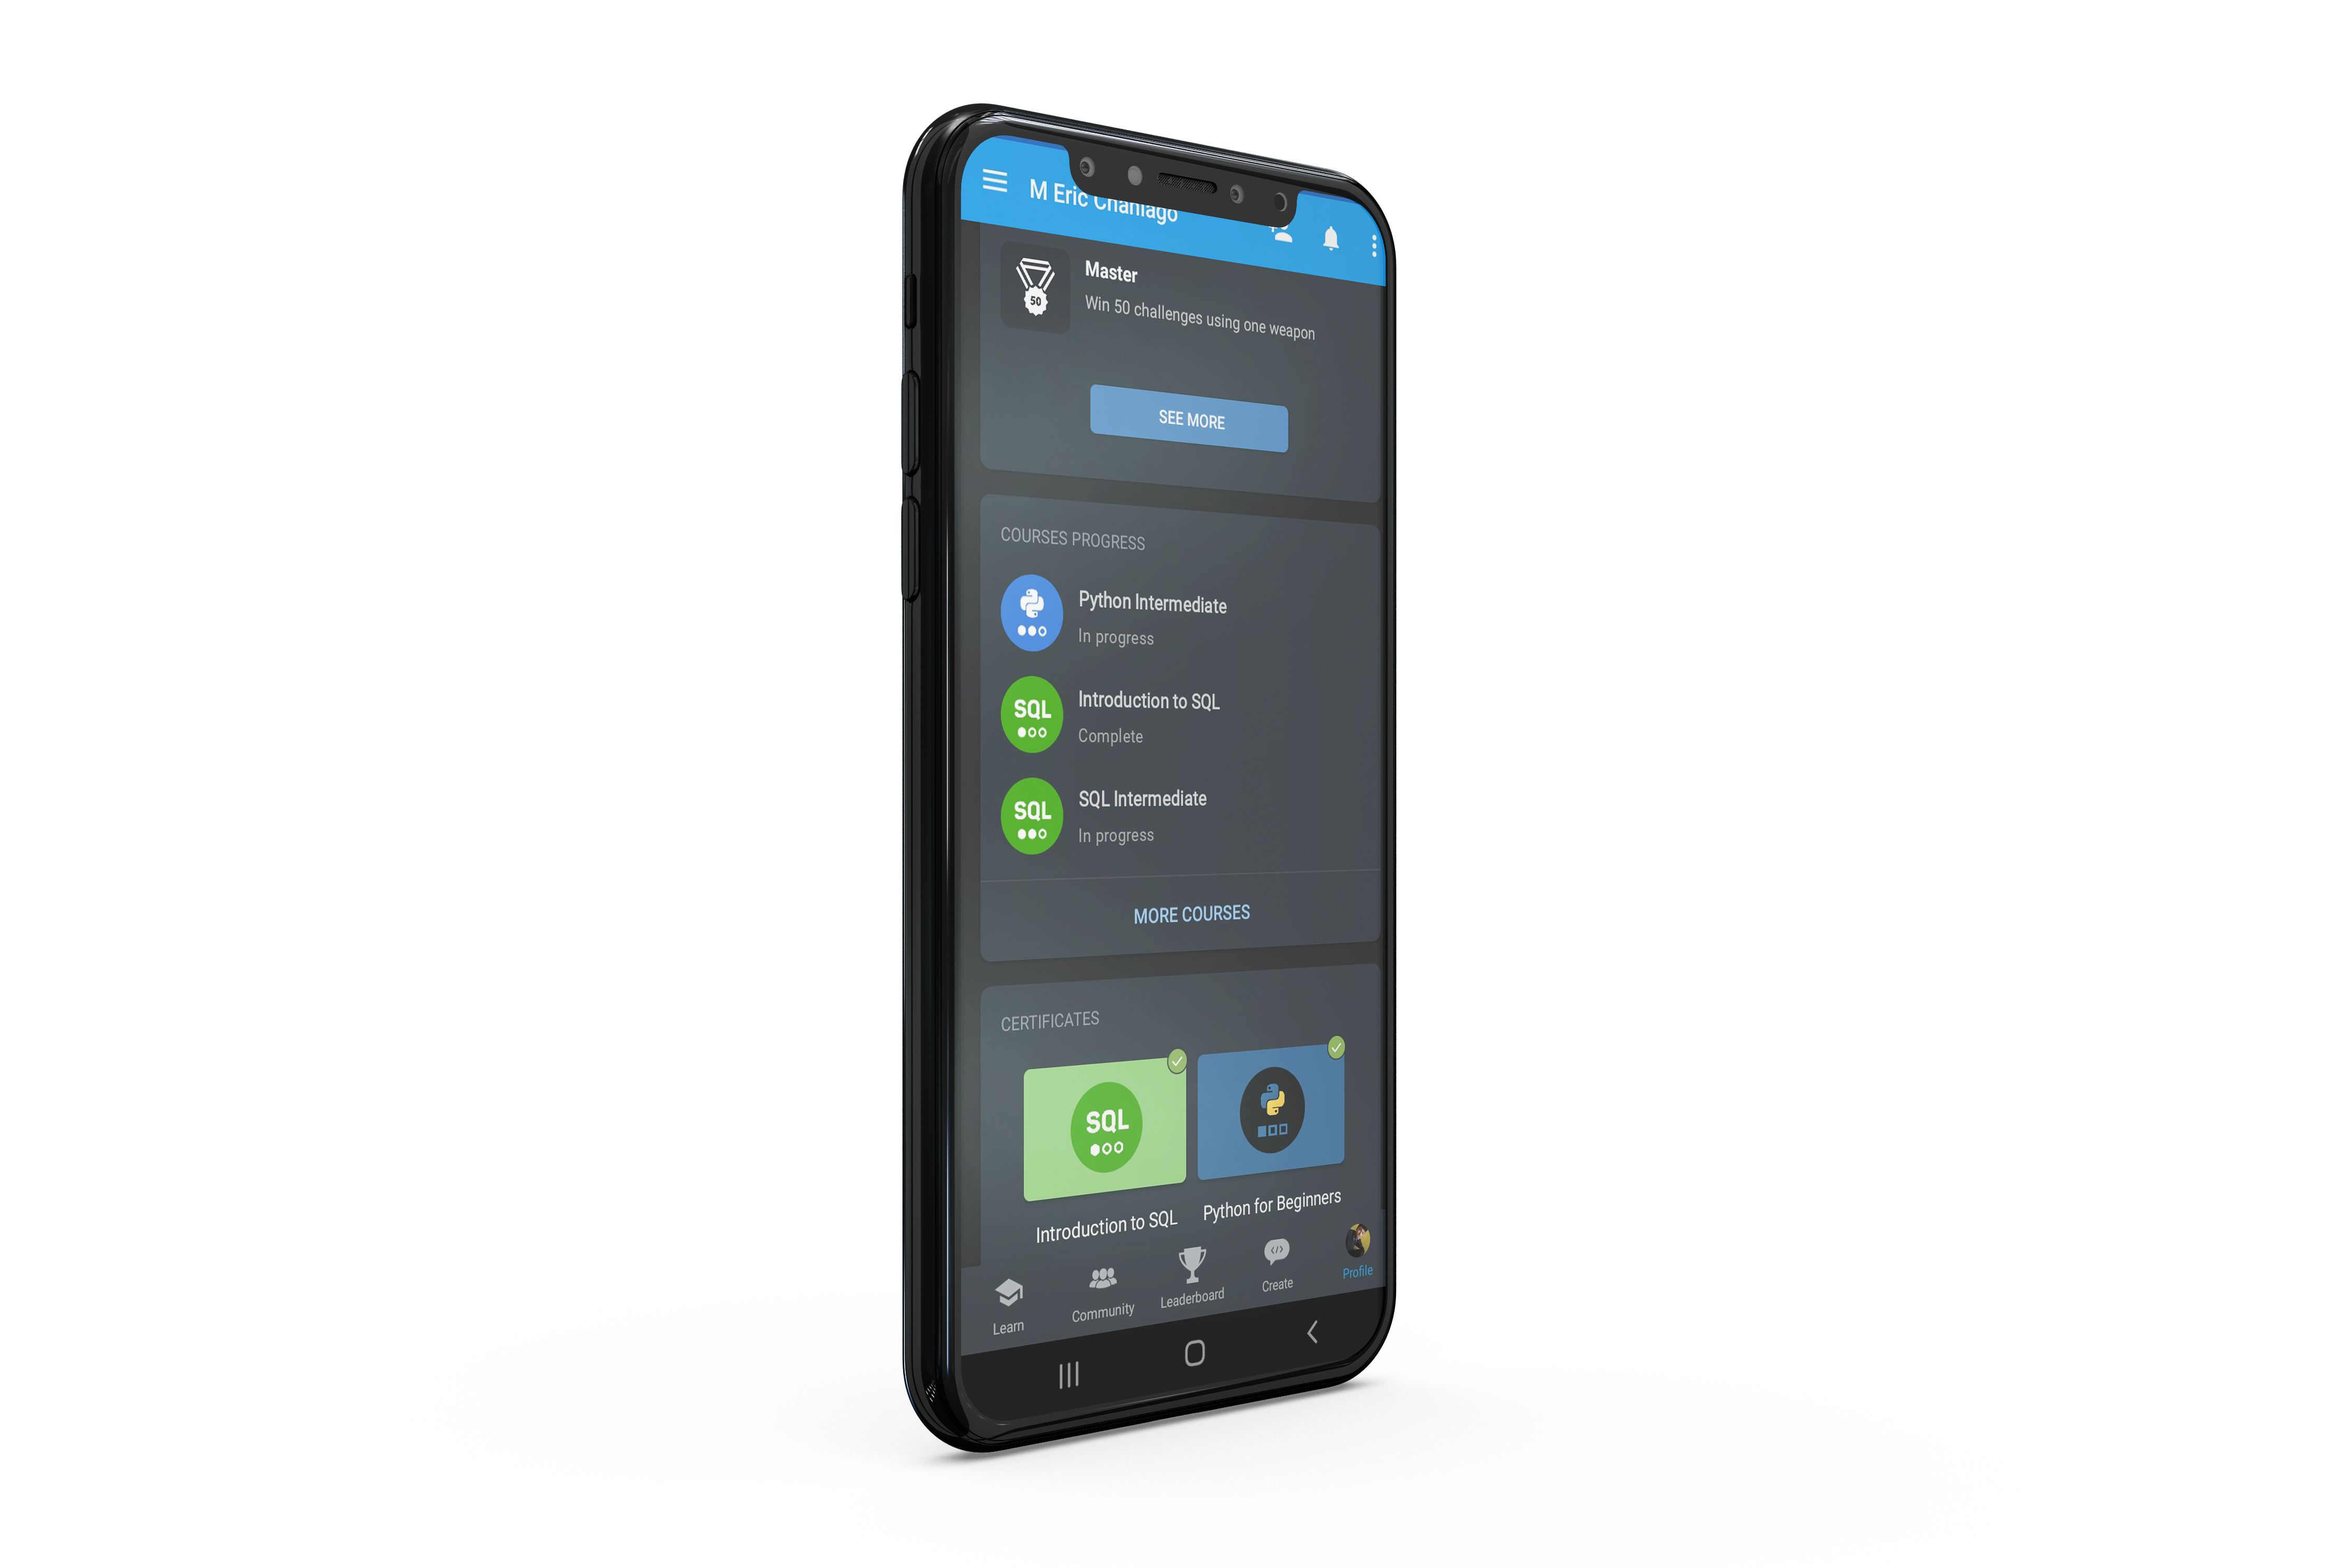 M Eric Chaniago
50
Master
Win 50 challenges using one weapon
SEE MORE
COURSES PROGRESS
Python Intermediate
In progress
SQL
Introduction to SQL
Complete
SQL
SQL Intermediate
In progress
MORE COURSES
CERTIFICATES
SQL
Introduction to SQL
Python for Beginners
Learn
Community
Leaderboard
</>
Create
Profile